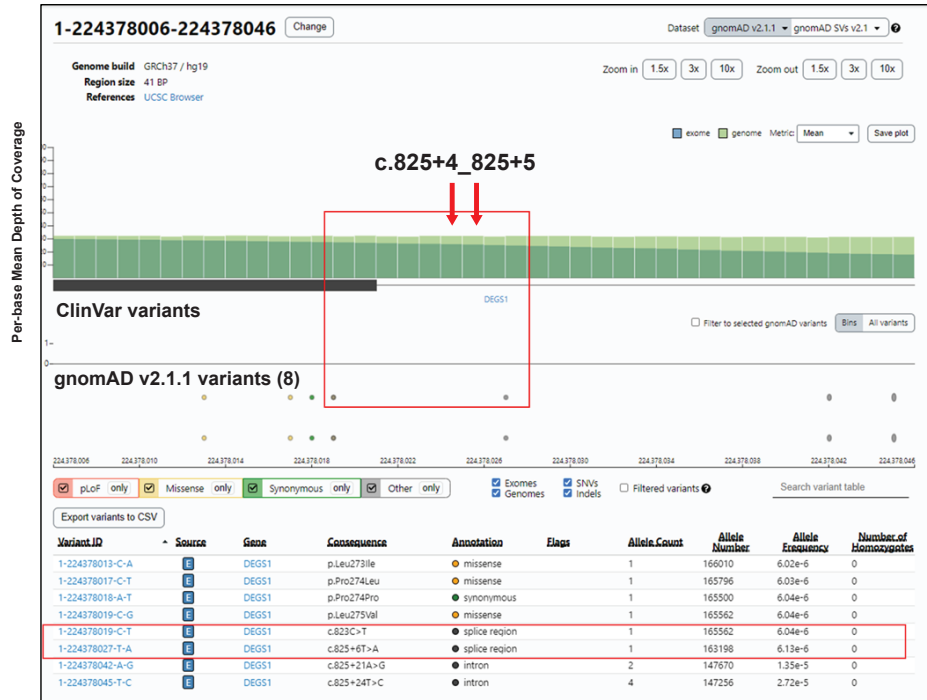 1-224378006-224378046 Change Dataset gnomAD v2.1.1 gnomAD SVs v2.1 ?
Genome build GRCh37 / hg19
Region size 41 BP
References UCSC Browser
Zoom in 1.5x 3x 10x Zoom out 1.5x 3x 10x
exome genome Metric: Mean Save plot
Per-base Mean Depth of Coverage
c.825+4_825+5
DEGS1
ClinVar variants
Filter to selected gnomAD variants Bins All variants
1-
0-
gnomAD v2.1.1 variants (8)
224.378.006 224.378.010 224.378.014 224.378.018 224.378.022 224.378.026 224.378.030 224.378.034 224.378.038 224.378.042 224.378.046
pLoF only Missense only Synonymous only Other only Exomes Genomes SNVs Indels Filtered variants ? Search variant table
Export variants to CSV
Variant ID Source Gene Consequence Annotation Flags Allele Count Allele Number Allele Frequency Number of Homozygotes
1-224378013-C-A E DEGS1 p.Leu273Ile missense 1 166010 6.02e-6 0
1-224378017-C-T E DEGS1 p.Pro274Leu missense 1 165796 6.03e-6 0
1-224378018-A-T E DEGS1 p.Pro274Pro synonymous 1 165500 6.04e-6 0
1-224378019-C-G E DEGS1 p.Leu275Val missense 1 165562 6.04e-6 0
1-224378019-C-T E DEGS1 c.823C>T splice region 1 165562 6.04e-6 0
1-224378027-T-A E DEGS1 c.825+6T>A splice region 1 163198 6.13e-6 0
1-224378042-A-G E DEGS1 c.825+21A>G intron 2 147670 1.35e-5 0
1-224378045-T-C E DEGS1 c.825+24T>C intron 4 147256 2.72e-5 0